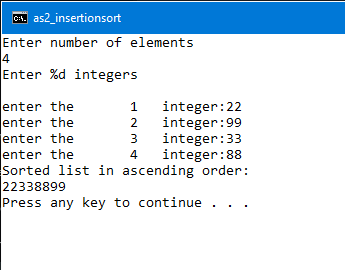 as2_insertionsort
Enter number of elements
4
Enter %d integers
enter the 1 integer:22
enter the 2 integer:99
enter the 3 integer:33
enter the 4 integer:88
Sorted list in ascending order:
22338899
Press any key to continue . . .